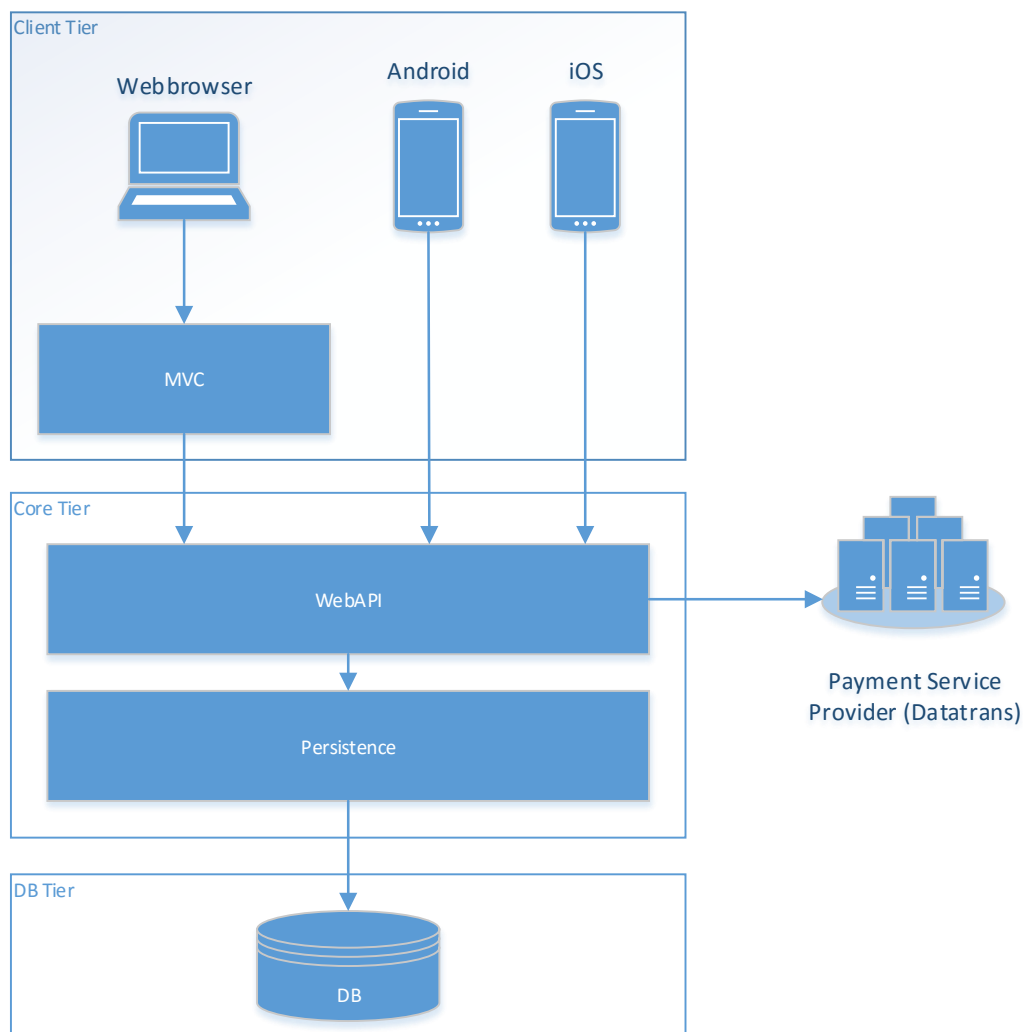 Client Tier
Webbrowser
Android
iOS
MVC
Core Tier
WebAPI
Payment Service
Provider (Datatrans)
Persistence
DB Tier
DB